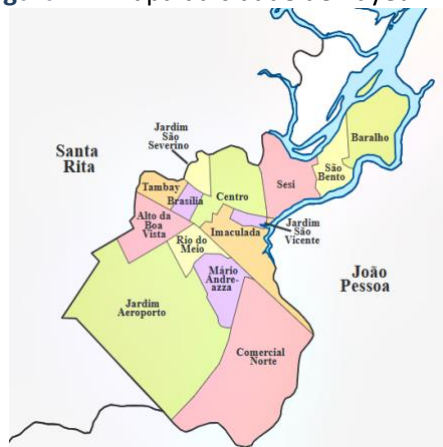 Jardim
São
Severino
Santa
Rita
Baralho
Sesi
São
Bento
Tambay
Brasília
Centro
Alto da
Boa
Vista
Rio do
Meio
Imaculada
Jardim
São
Vicente
Mário
Andre-
azza
João
Pessoa
Jardim
Aeroporto
Comercial
Norte